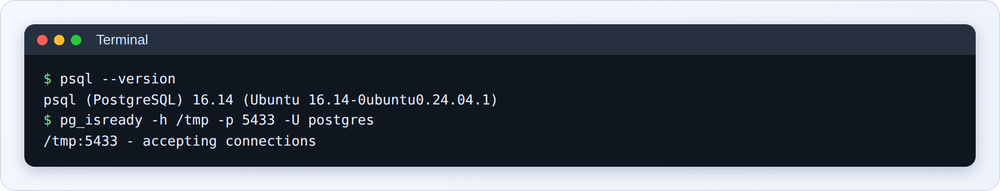 Terminal
$ psql --version
psql (PostgreSQL) 16.14 (Ubuntu 16.14-0ubuntu0.24.04.1)
$ pg_isready -h /tmp -p 5433 -U postgres
/tmp:5433 - accepting connections